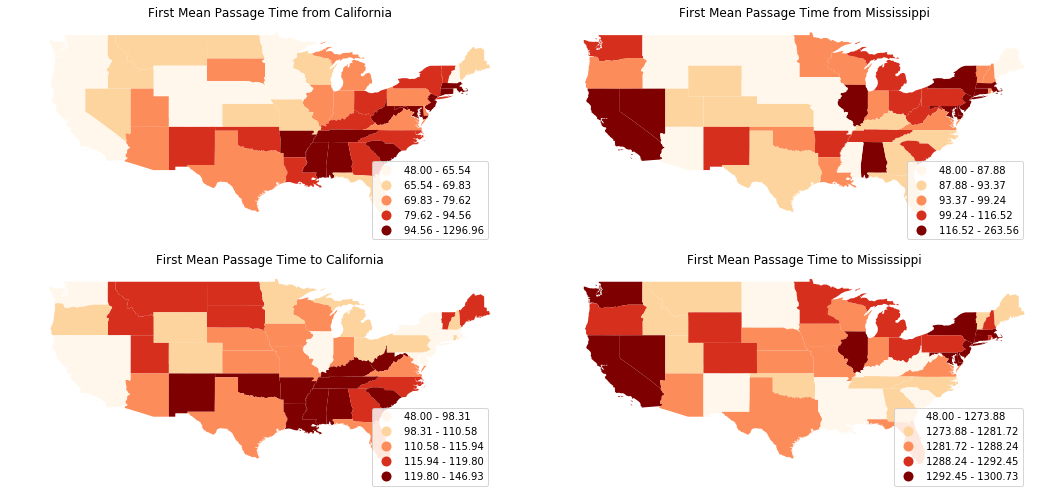 First Mean Passage Time from California
48.00 - 65.54
65.54 - 69.83
69.83 - 79.62
79.62 - 94.56
94.56 - 1296.96
First Mean Passage Time from Mississippi
48.00 - 87.88
87.88 - 93.37
93.37 - 99.24
99.24 - 116.52
116.52 - 263.56
First Mean Passage Time to California
48.00 - 98.31
98.31 - 110.58
110.58 - 115.94
115.94 - 119.80
119.80 - 146.93
First Mean Passage Time to Mississippi
48.00 - 1273.88
1273.88 - 1281.72
1281.72 - 1288.24
1288.24 - 1292.45
1292.45 - 1300.73